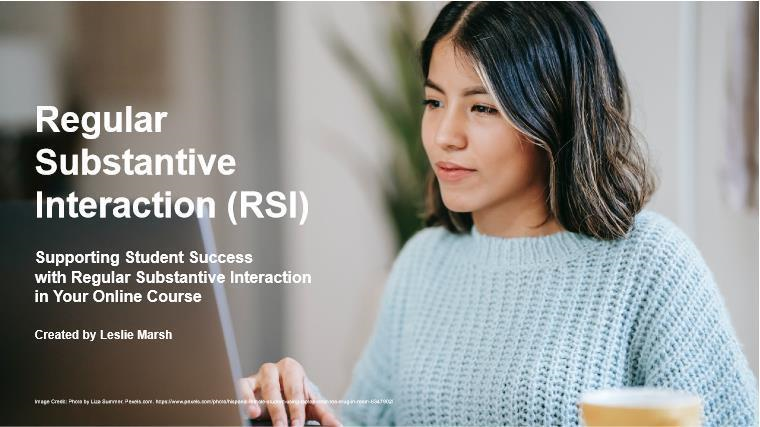 Regular
Substantive
Interaction (RSI)
Supporting Student Success
with Regular Substantive Interaction
in Your Online Course
Created by Leslie Marsh
Image Credit: Photo by Liza Summer. Pexels.com. https://www.pexels.com/photo/